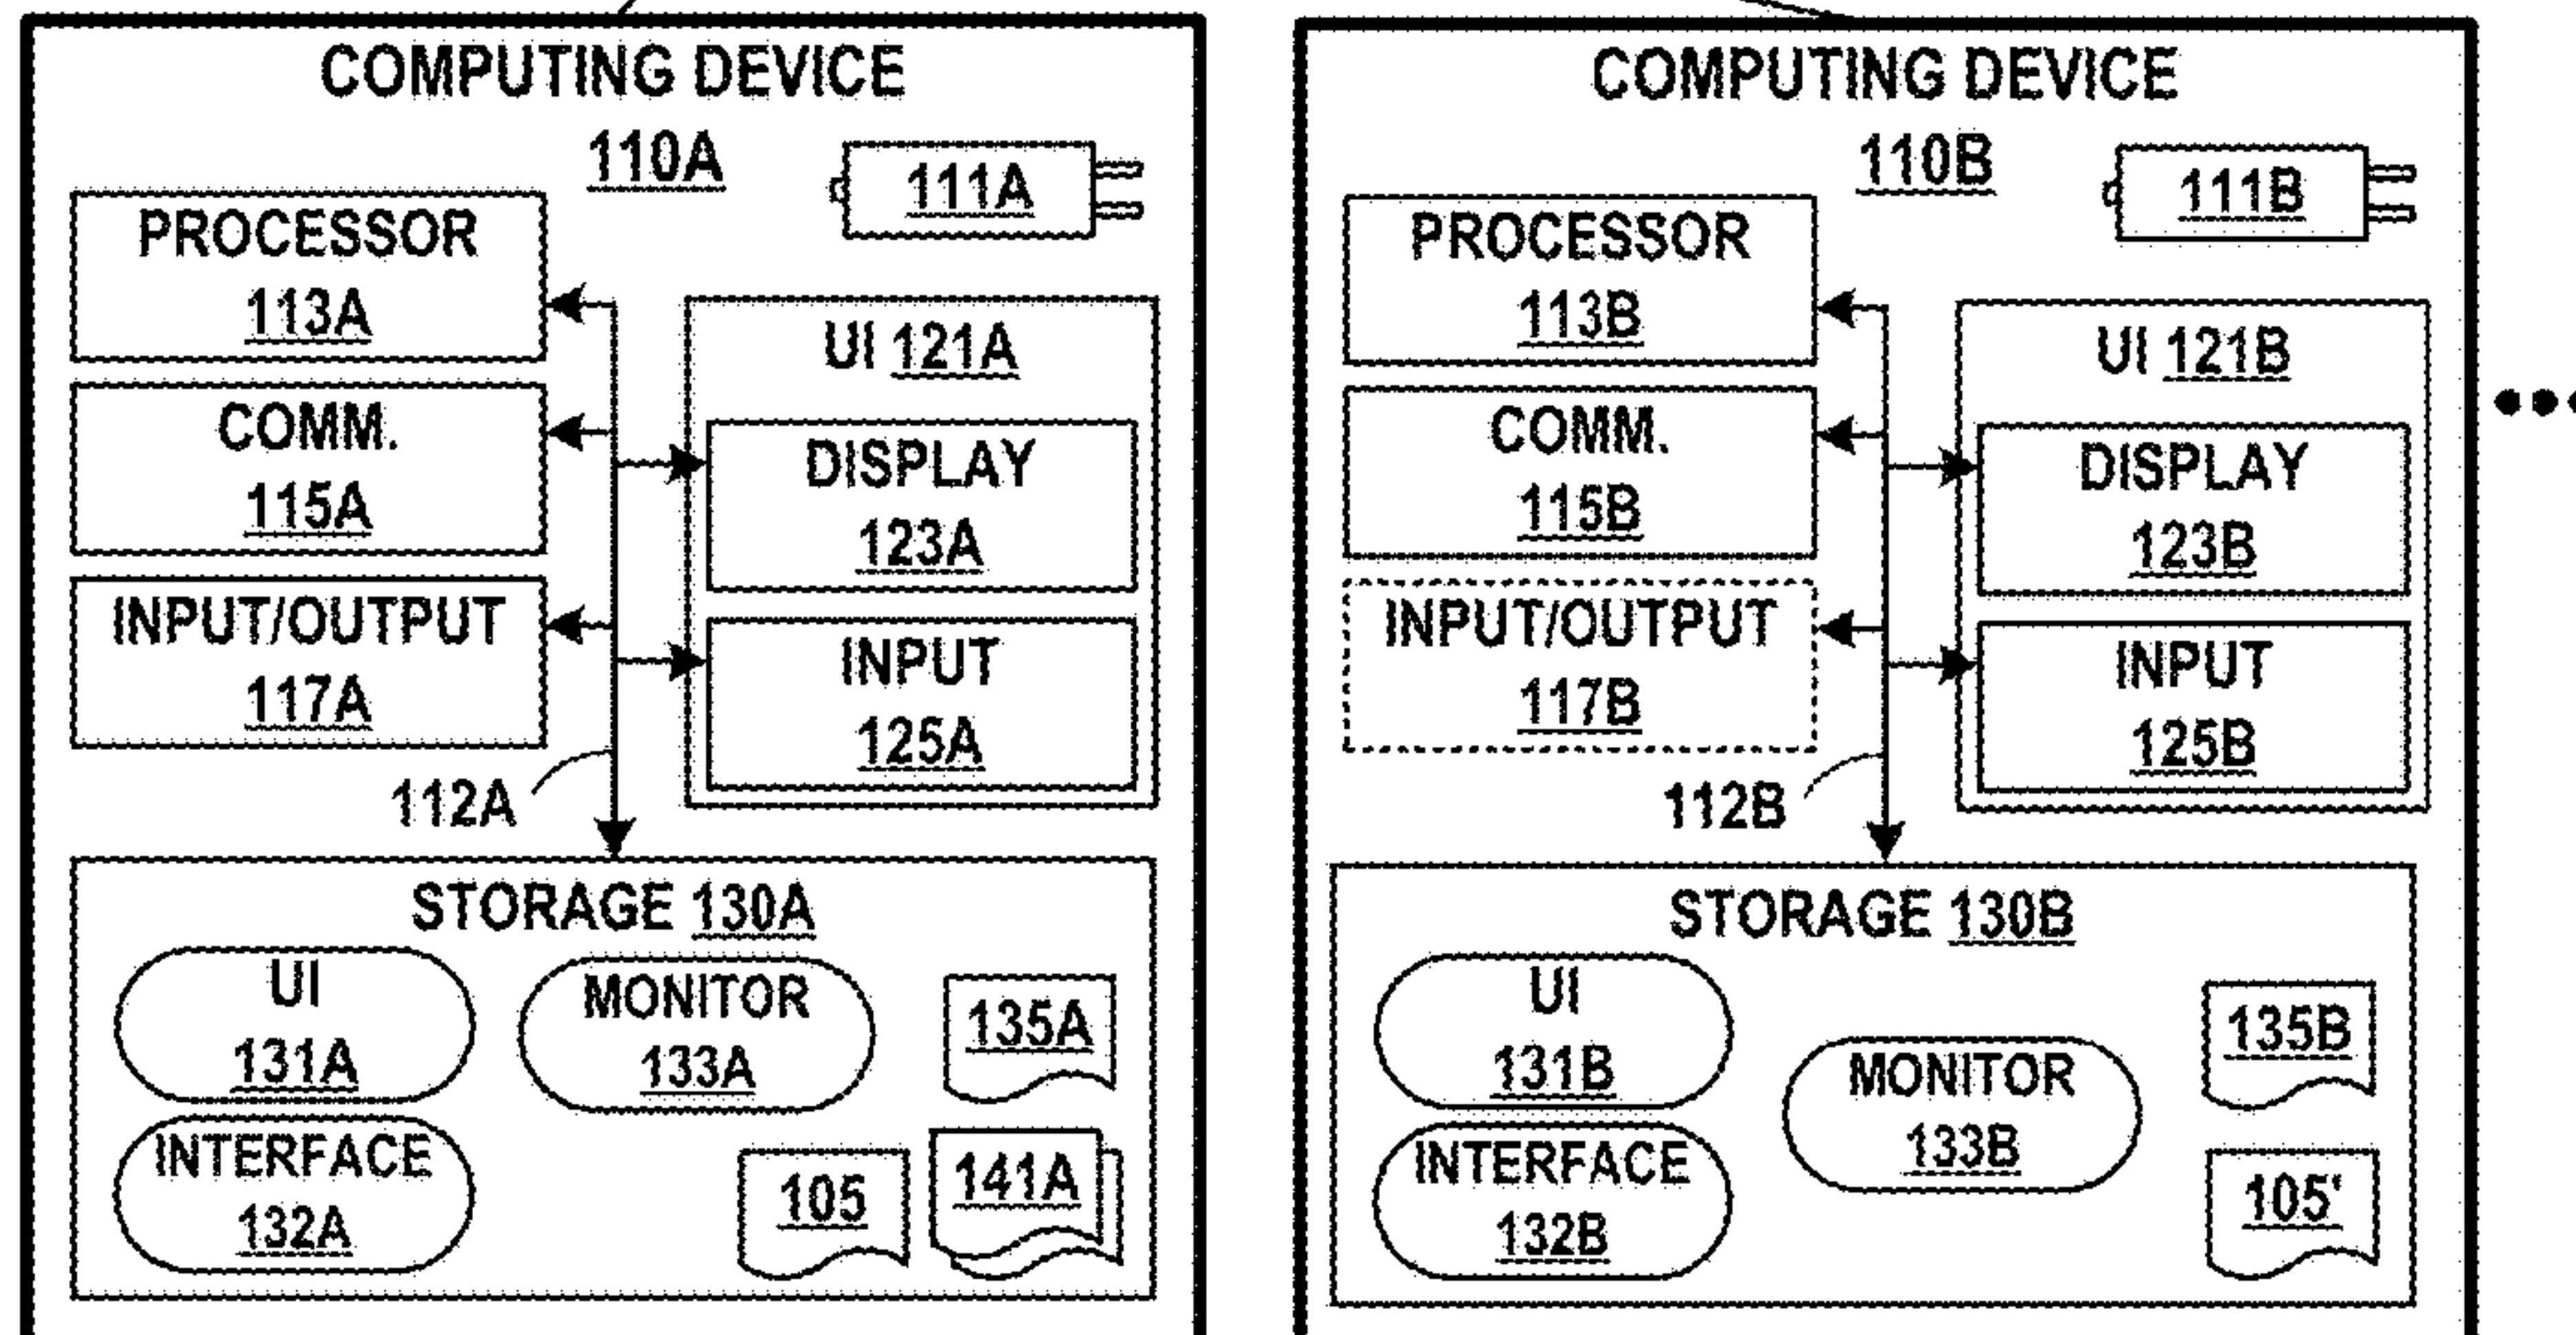 COMPUTING DEVICE
110A
111A
PROCESSOR
113A
COMM.
115A
INPUT/OUTPUT
117A
UI 121A
DISPLAY
123A
INPUT
125A
112A
STORAGE 130A
UI
131A
MONITOR
133A
135A
INTERFACE
132A
105
141A
COMPUTING DEVICE
110B
111B
PROCESSOR
113B
COMM.
115B
INPUT/OUTPUT
117B
UI 121B
DISPLAY
123B
INPUT
125B
112B
STORAGE 130B
UI
131B
MONITOR
133B
135B
INTERFACE
132B
105'